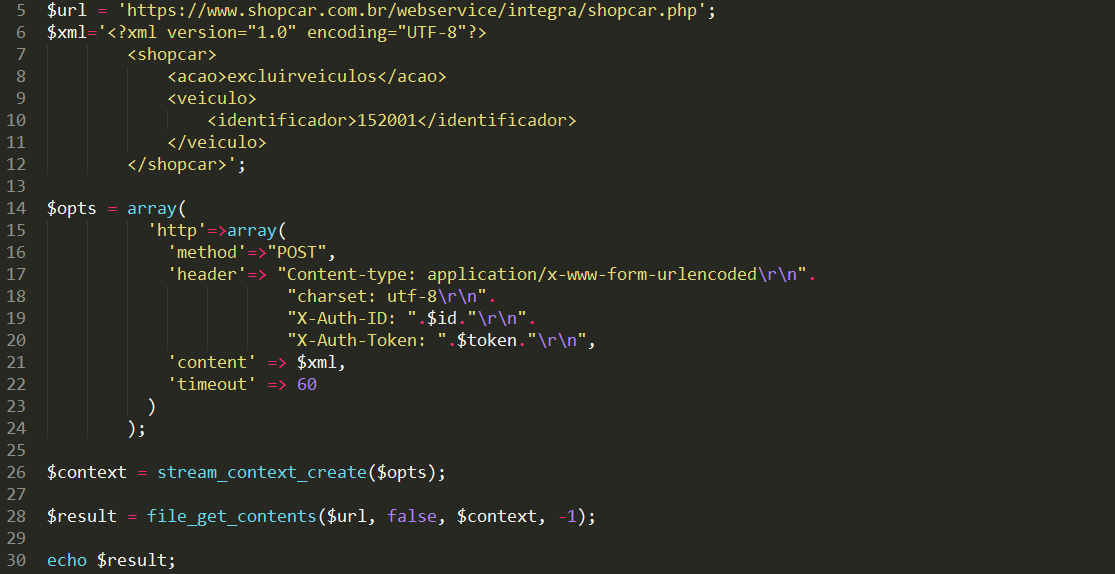 5 $url = 'https://www.shopcar.com.br/webservice/integra/shopcar.php';
6 $xml='<?xml version="1.0" encoding="UTF-8"?>
7 <shopcar>
8 <acao>excluirveiculos</acao>
9 <veiculo>
10 <identificador>152001</identificador>
11 </veiculo>
12 </shopcar>';
13
14 $opts = array(
15 'http'=>array(
16 'method'=>"POST",
17 'header'=> "Content-type: application/x-www-form-urlencoded\r\n".
18 "charset: utf-8\r\n".
19 "X-Auth-ID: ".$id."\r\n".
20 "X-Auth-Token: ".$token."\r\n",
21 'content' => $xml,
22 'timeout' => 60
23 )
24 );
25
26 $context = stream_context_create($opts);
27
28 $result = file_get_contents($url, false, $context, -1);
29
30 echo $result;